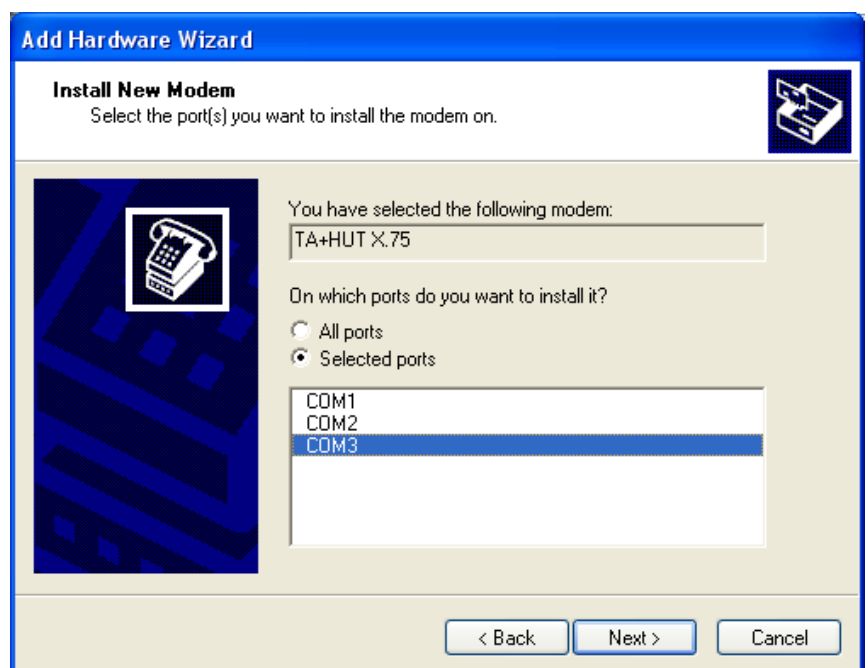 Add Hardware Wizard
Install New Modem
Select the port(s) you want to install the modem on.
You have selected the following modem:
TA+HUT X.75
On which ports do you want to install it?
All ports
Selected ports
COM1
COM2
COM3
< Back Next > Cancel